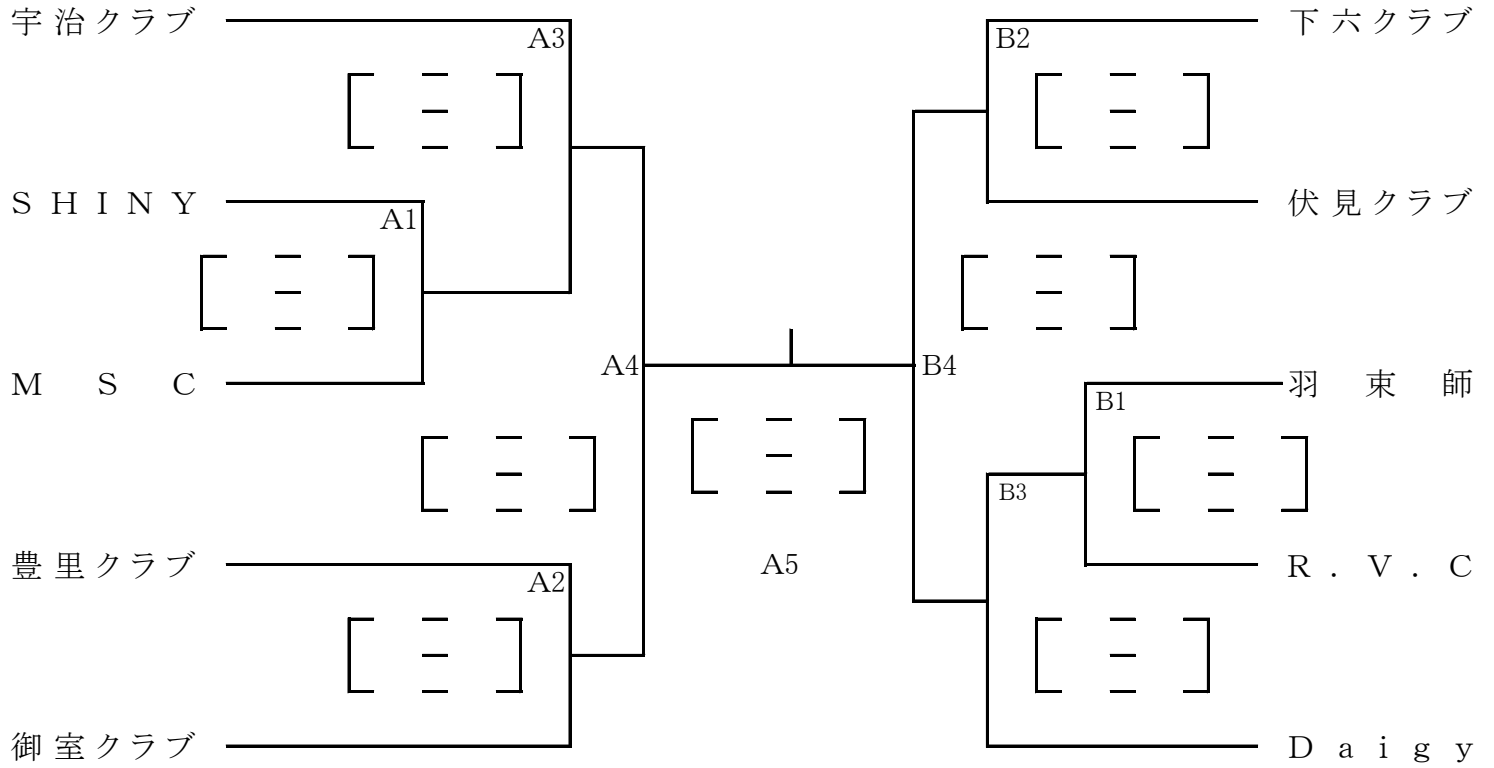 宇治クラブ
A3
B2
下六クラブ
SHINY
A1
伏見クラブ
MSC
A4
B4
B1
羽束師
B3
豊里クラブ
A2
A5
R.V.C
御室クラブ
Daigy